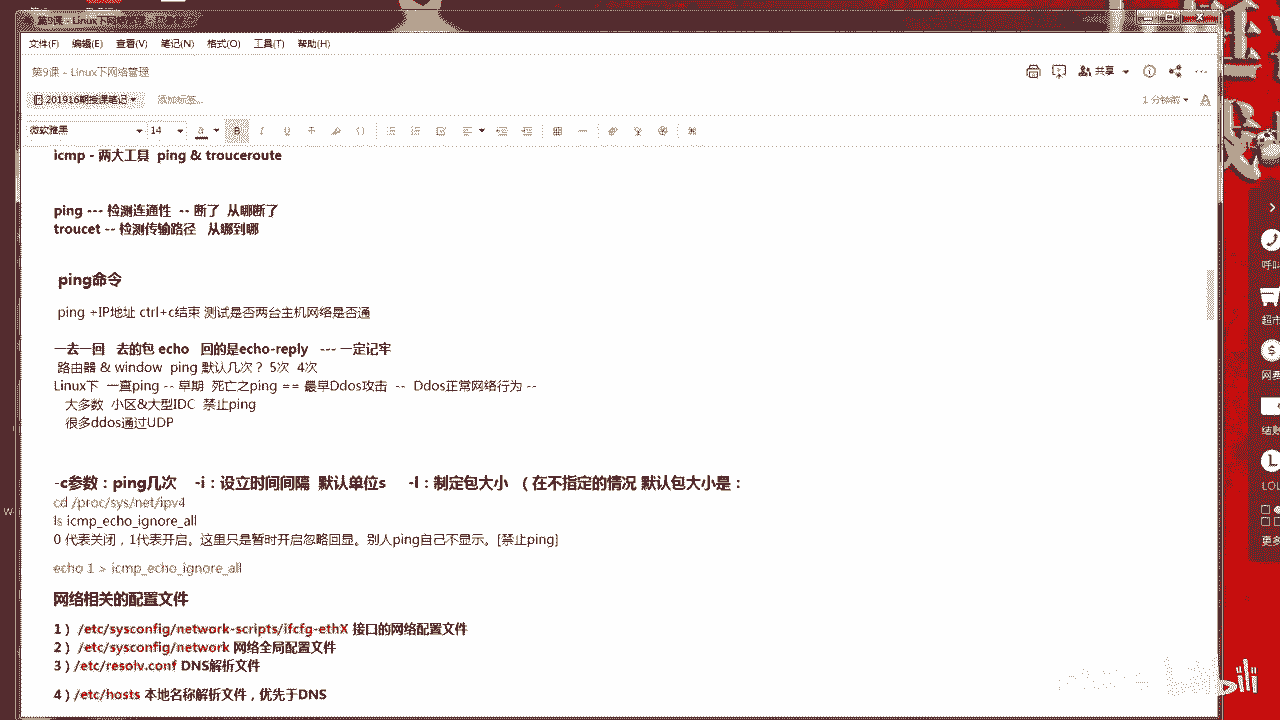 第9课 - Linux下
文件(F) 编辑(E) 查看(V) 笔记(N) 格式(O) 工具(T) 帮助(H)
第9课 - Linux下网络管理
共享
201916期授课笔记 添加标签...
1 分钟前
微软雅黑 14
icmp - 两大工具 ping & trouceroute
ping --- 检测连通性 -- 断了 从哪断了
troucet -- 检测传输路径 从哪到哪
ping命令
ping +IP地址 ctrl+c结束 测试是否两台主机网络是否通
一去一回 去的包 echo 回的是echo-reply --- 一定记牢
路由器 & window ping 默认几次？ 5次 4次
Linux下 一直ping -- 早期 死亡之ping == 最早Ddos攻击 -- Ddos正常网络行为 --
大多数 小区&大型IDC 禁止ping
很多ddos通过UDP
-c参数：ping几次 -i：设立时间间隔 默认单位s -l：制定包大小 （在不指定的情况 默认包大小是：
cd /proc/sys/net/ipv4
ls icmp_echo_ignore_all
0 代表关闭，1代表开启。这里只是暂时开启忽略回显。别人ping自己不显示。[禁止ping]
echo 1 > icmp_echo_ignore_all
网络相关的配置文件
1） /etc/sysconfig/network-scripts/ifcfg-ethX 接口的网络配置文件
2） /etc/sysconfig/network 网络全局配置文件
3）/etc/resolv.conf DNS解析文件
4）/etc/hosts 本地名称解析文件，优先于DNS
呼叫
超市
网费
结账
LOL
更多